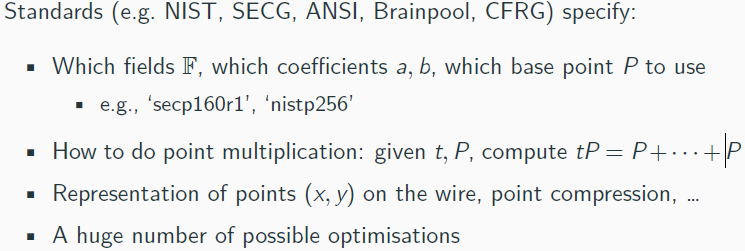 Standards (e.g. NIST, SECG, ANSI, Brainpool, CFRG) specify:
▪ Which fields 𝔽, which coefficients a, b, which base point P to use
▪ e.g., ‘secp160r1’, ‘nistp256’
▪ How to do point multiplication: given t, P, compute tP = P + ··· + P
▪ Representation of points (x, y) on the wire, point compression, …
▪ A huge number of possible optimisations